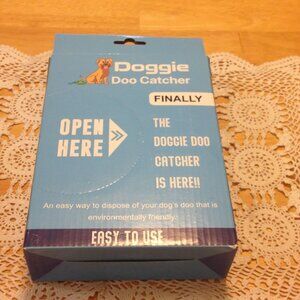 Doggie
Doo Catcher
FINALLY
OPEN
HERE
THE
DOGGIE DOO
CATCHER
IS HERE!!
An easy way to dispose of your dog's doo that is
environmentally friendly.
EASY TO USE